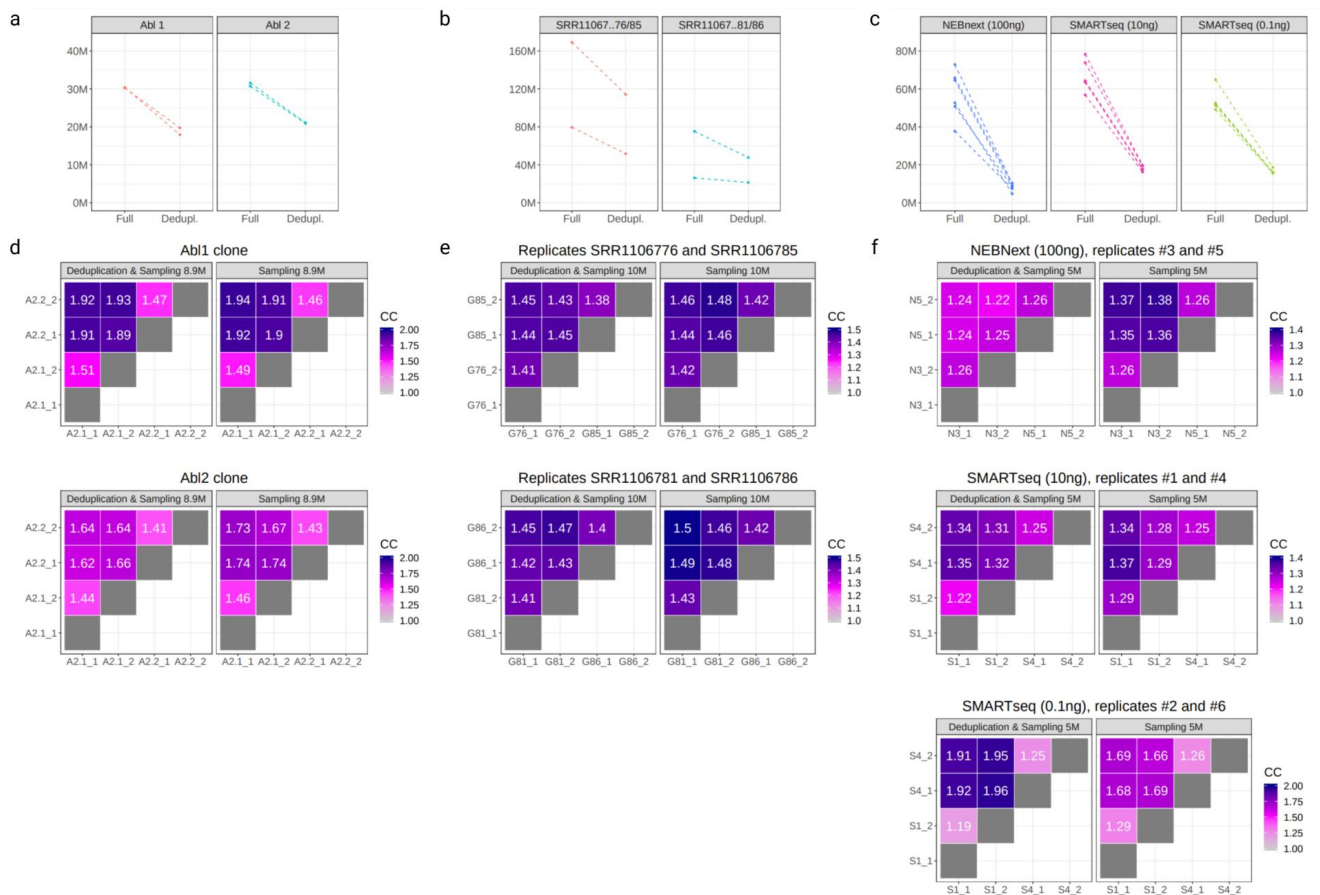 a
Abl 1
Abl 2
40M
30M
20M
10M
0M
Full
Dedupl.
Full
Dedupl.
b
SRR11067..76/85
SRR11067..81/86
160M
120M
80M
40M
0M
Full
Dedupl.
Full
Dedupl.
c
NEBnext (100ng)
SMARTseq (10ng)
SMARTseq (0.1ng)
80M
60M
40M
20M
0M
Full
Dedupl.
Full
Dedupl.
Full
Dedupl.
d
Abl1 clone
Deduplication & Sampling 8.9M
Sampling 8.9M
A2.2_2 1.92 1.93 1.47 1.94 1.91 1.46
A2.2_1 1.91 1.89 1.92 1.9
A2.1_2 1.51 1.49
A2.1_1
A2.1_1 A2.1_2 A2.2_1 A2.2_2 A2.1_1 A2.1_2 A2.2_1 A2.2_2
CC
2.00
1.75
1.50
1.25
1.00
Abl2 clone
Deduplication & Sampling 8.9M
Sampling 8.9M
A2.2_2 1.64 1.64 1.41 1.73 1.67 1.43
A2.2_1 1.62 1.66 1.74 1.74
A2.1_2 1.44 1.46
A2.1_1
A2.1_1 A2.1_2 A2.2_1 A2.2_2 A2.1_1 A2.1_2 A2.2_1 A2.2_2
CC
2.00
1.75
1.50
1.25
1.00
e
Replicates SRR1106776 and SRR1106785
Deduplication & Sampling 10M
Sampling 10M
G85_2 1.45 1.43 1.38 1.46 1.48 1.42
G85_1 1.44 1.45 1.44 1.46
G76_2 1.41 1.42
G76_1
G76_1 G76_2 G85_1 G85_2 G76_1 G76_2 G85_1 G85_2
CC
1.5
1.4
1.3
1.2
1.1
1.0
Replicates SRR1106781 and SRR1106786
Deduplication & Sampling 10M
Sampling 10M
G86_2 1.45 1.47 1.4 1.5 1.46 1.42
G86_1 1.42 1.43 1.49 1.48
G81_2 1.41 1.43
G81_1
G81_1 G81_2 G86_1 G86_2 G81_1 G81_2 G86_1 G86_2
CC
1.5
1.4
1.3
1.2
1.1
1.0
f
NEBNext (100ng), replicates #3 and #5
Deduplication & Sampling 5M
Sampling 5M
N5_2 1.24 1.22 1.26 1.37 1.38 1.26
N5_1 1.24 1.25 1.35 1.36
N3_2 1.26 1.26
N3_1
N3_1 N3_2 N5_1 N5_2 N3_1 N3_2 N5_1 N5_2
CC
1.4
1.3
1.2
1.1
1.0
SMARTseq (10ng), replicates #1 and #4
Deduplication & Sampling 5M
Sampling 5M
S4_2 1.34 1.31 1.25 1.34 1.28 1.25
S4_1 1.35 1.32 1.37 1.29
S1_2 1.22 1.29
S1_1
S1_1 S1_2 S4_1 S4_2 S1_1 S1_2 S4_1 S4_2
CC
1.4
1.3
1.2
1.1
1.0
SMARTseq (0.1ng), replicates #2 and #6
Deduplication & Sampling 5M
Sampling 5M
S4_2 1.91 1.95 1.25 1.69 1.66 1.26
S4_1 1.92 1.96 1.68 1.69
S1_2 1.19 1.29
S1_1
S1_1 S1_2 S4_1 S4_2 S1_1 S1_2 S4_1 S4_2
CC
2.00
1.75
1.50
1.25
1.00